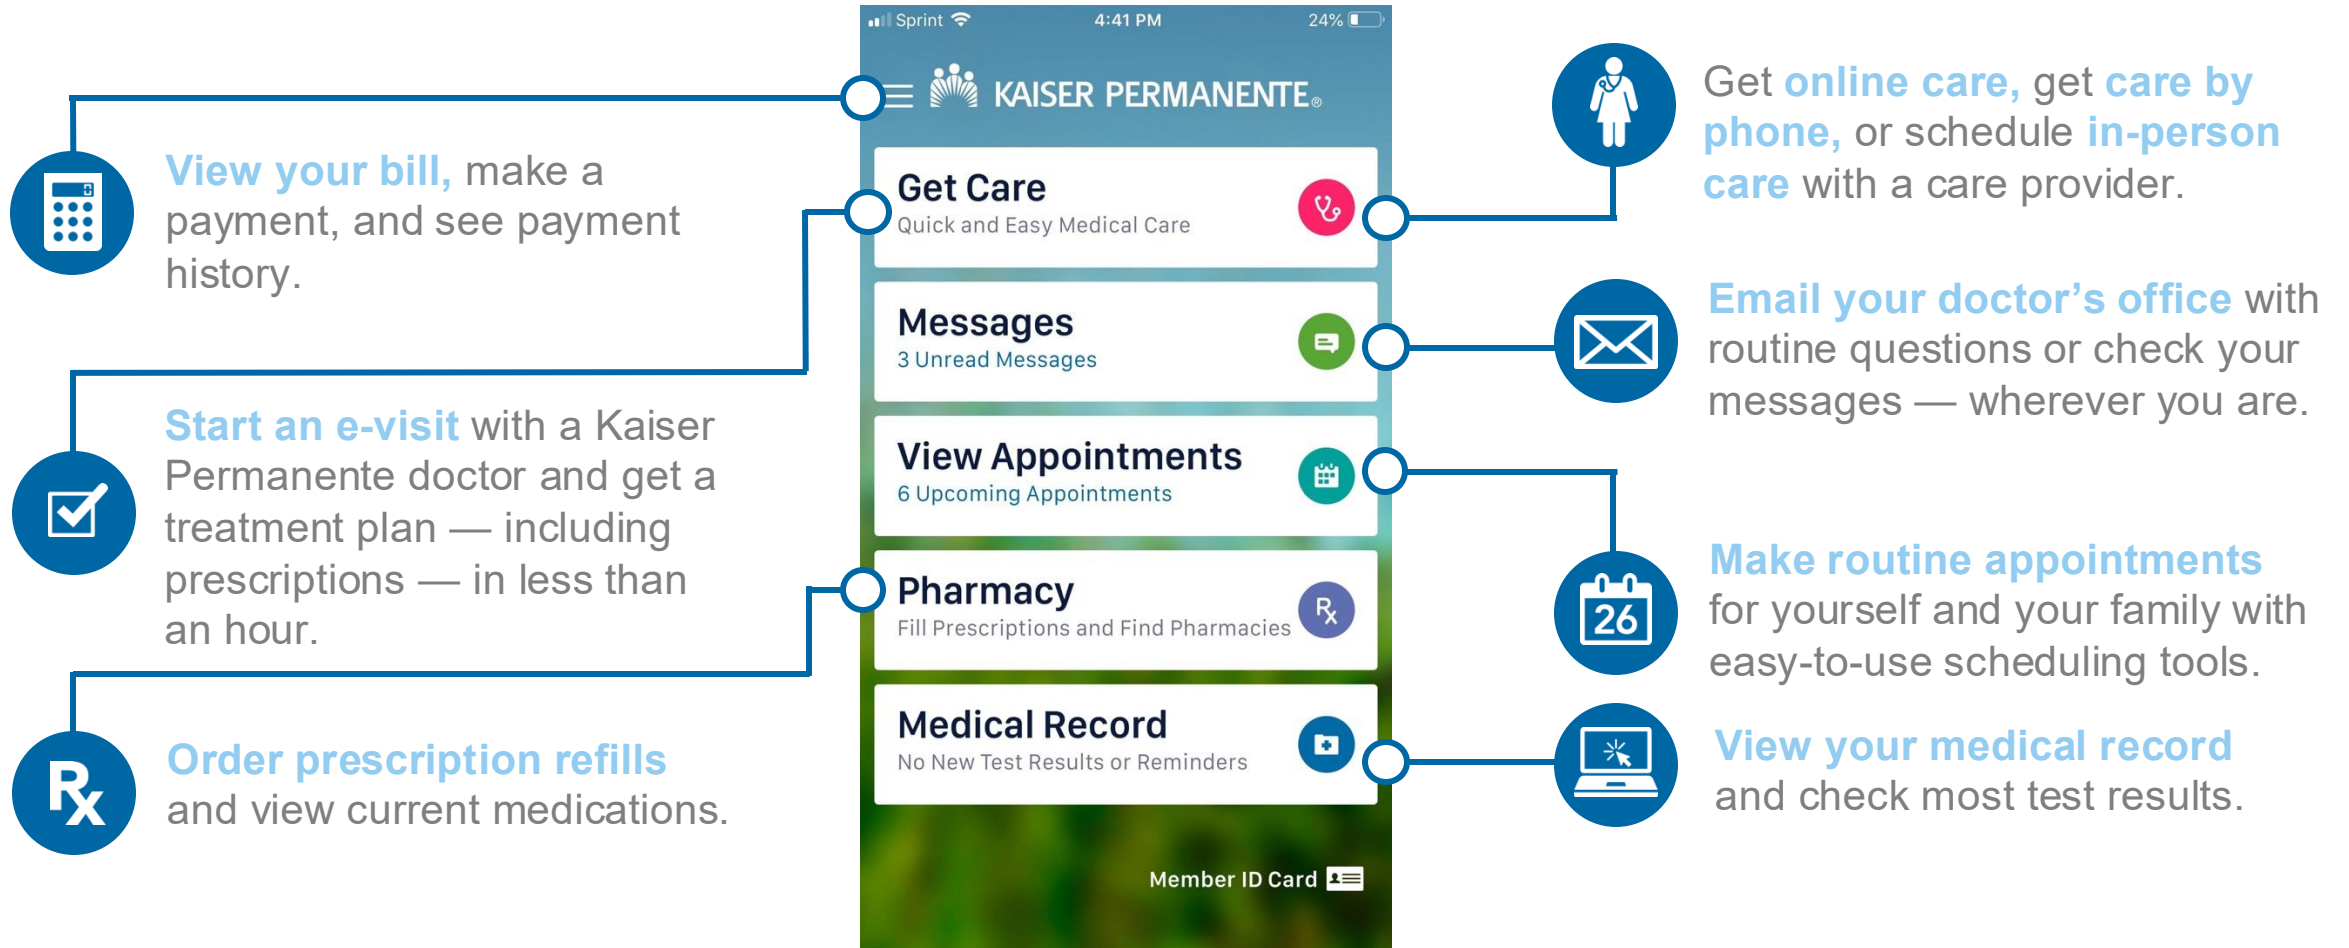 Sprint 4:41 PM 24%
KAISER PERMANENTE®
View your bill, make a
payment, and see payment
history.
Start an e-visit with a Kaiser
Permanente doctor and get a
treatment plan — including
prescriptions — in less than
an hour.
Order prescription refills
and view current medications.
Rx
Get Care
Quick and Easy Medical Care
Messages
3 Unread Messages
View Appointments
6 Upcoming Appointments
Pharmacy
Fill Prescriptions and Find Pharmacies
Rx
Medical Record
No New Test Results or Reminders
Member ID Card
Get online care, get care by
phone, or schedule in-person
care with a care provider.
Email your doctor’s office with
routine questions or check your
messages — wherever you are.
Make routine appointments
for yourself and your family with
easy-to-use scheduling tools.
26
View your medical record
and check most test results.